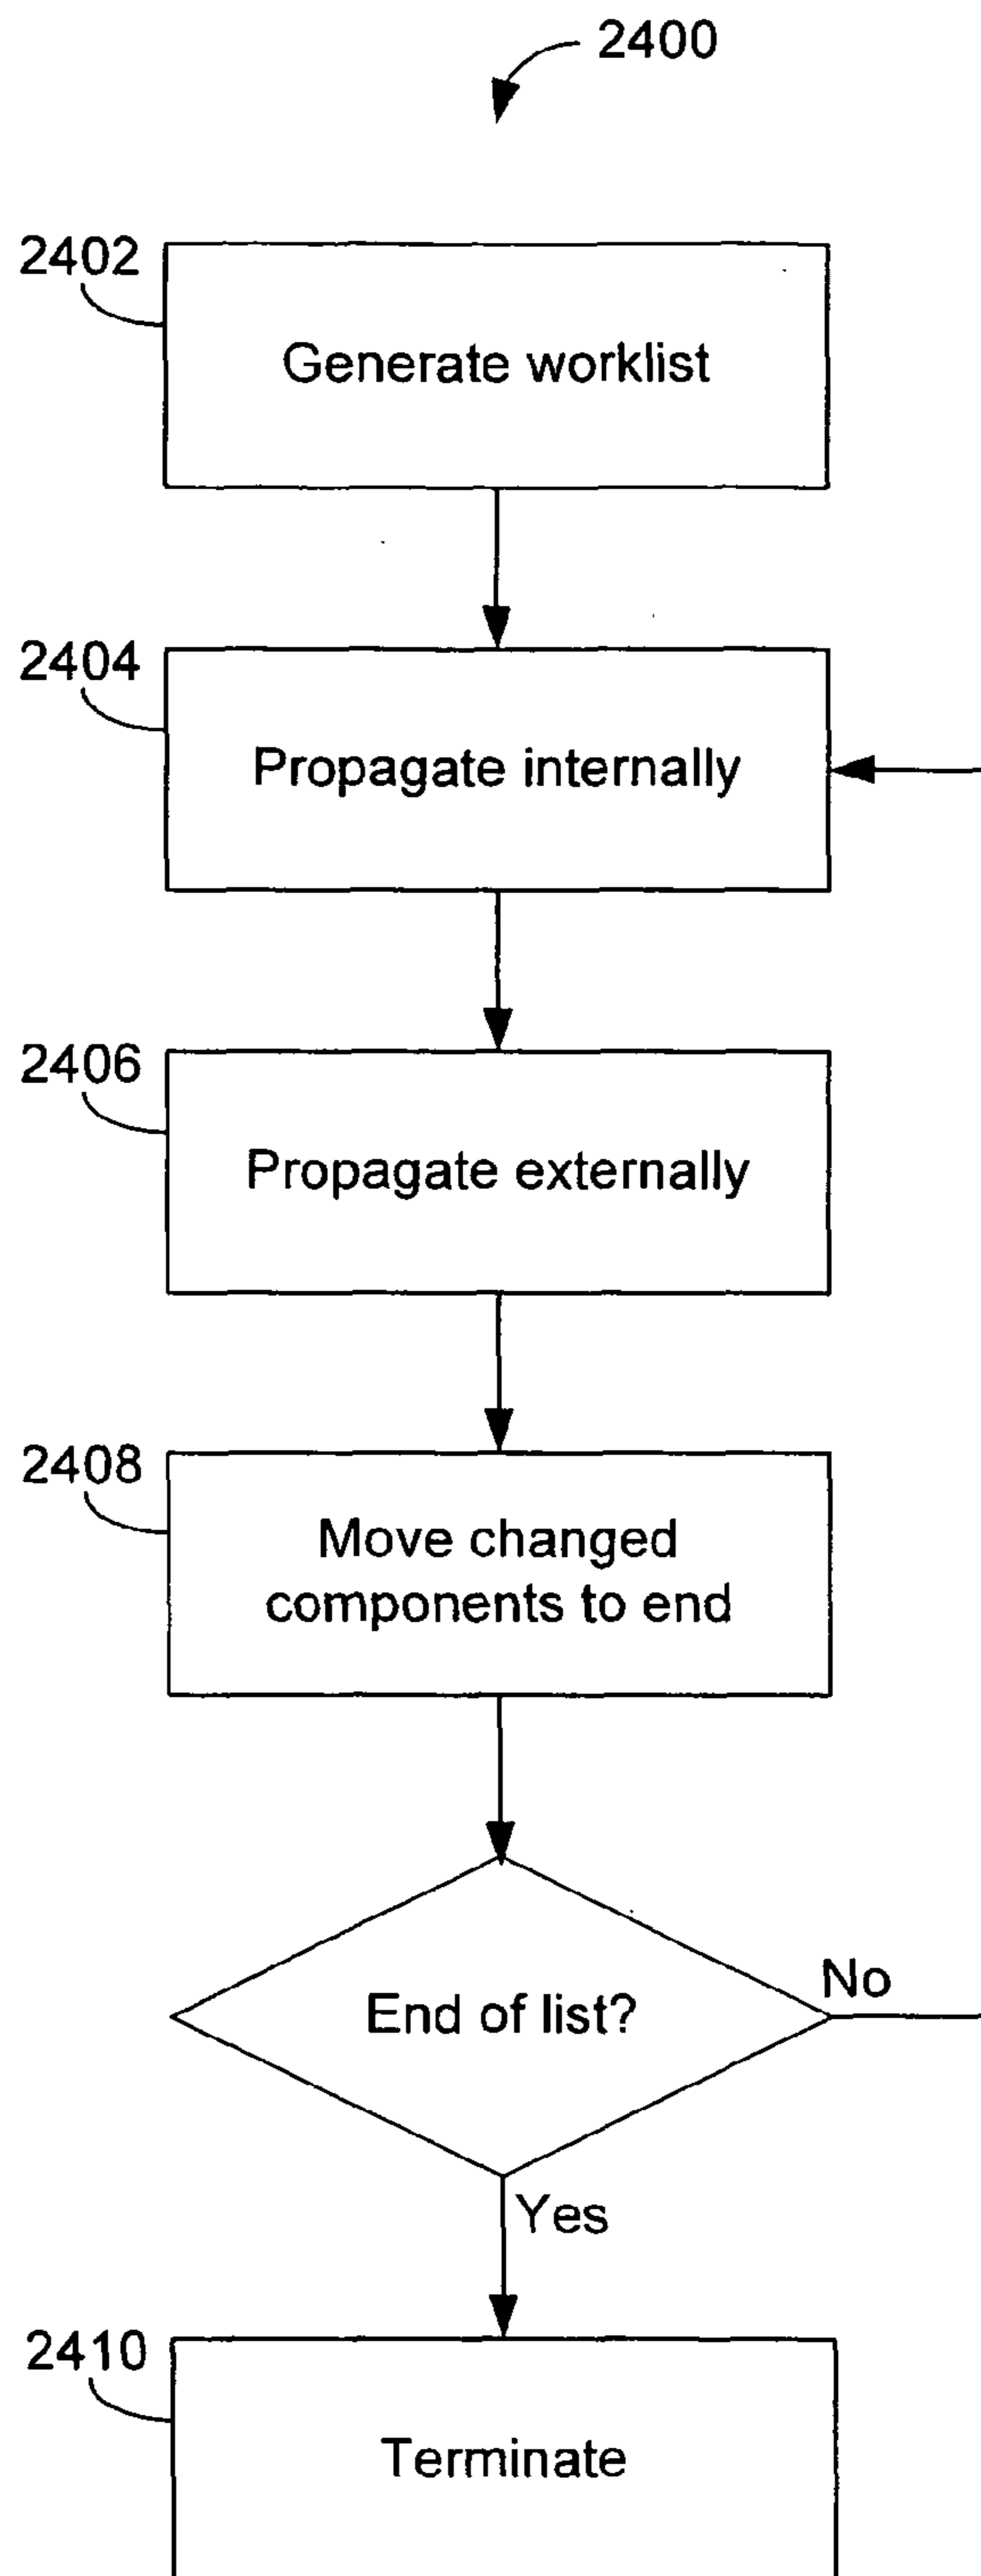 2400
2402
Generate worklist
2404
Propagate internally
2406
Propagate externally
2408
Move changed
components to end
End of list?
No
Yes
2410
Terminate